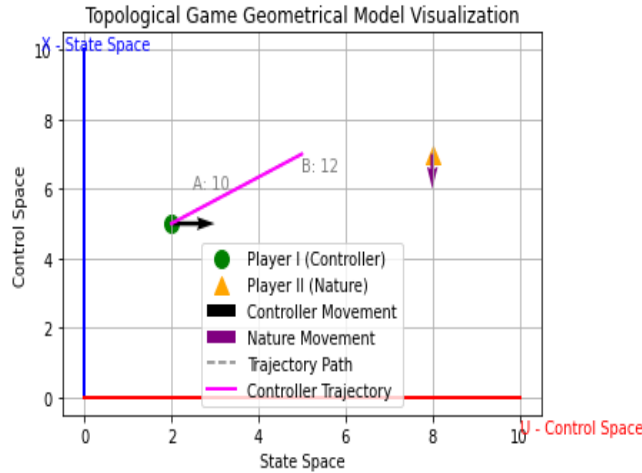 Topological Game Geometrical Model Visualization
X - State Space
10
8
6
4
2
0
Control Space
A: 10
B: 12
Player I (Controller)
Player II (Nature)
Controller Movement
Nature Movement
Trajectory Path
Controller Trajectory
0 2 4 6 8 10
U - Control Space
State Space